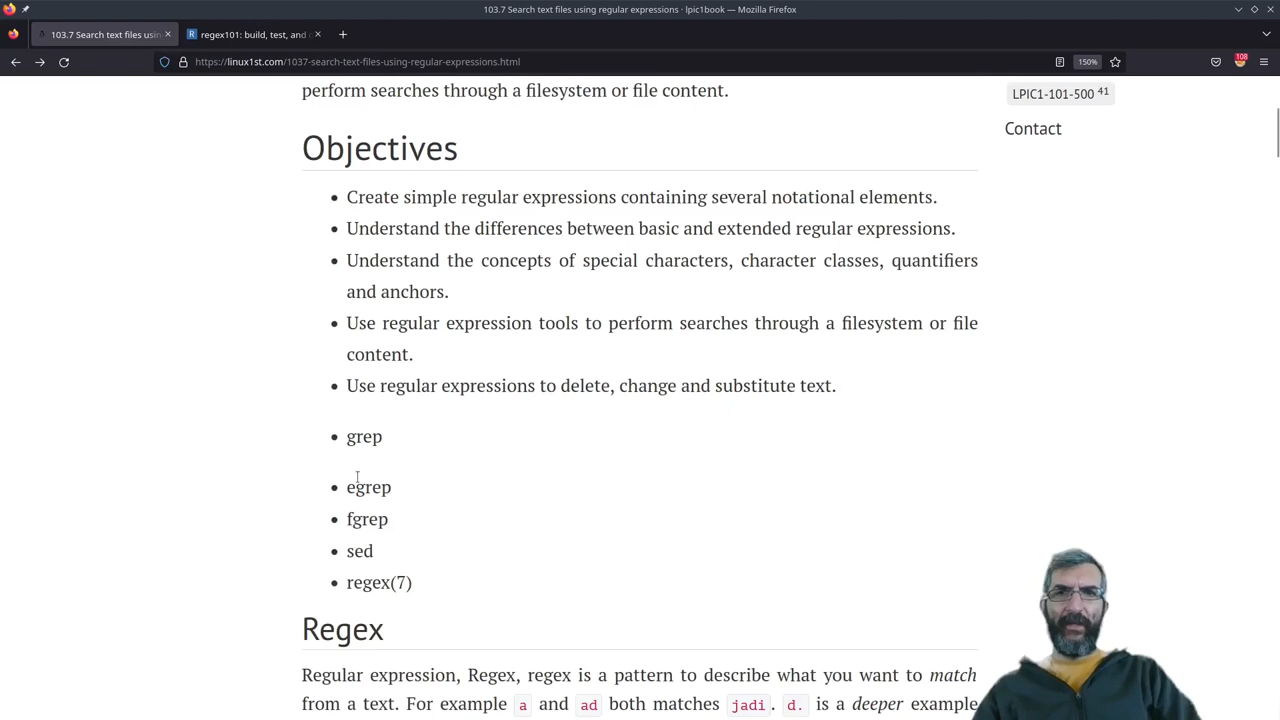 103.7 Search text files using regular expressions · lpic1book — Mozilla Firefox
103.7 Search text files usin
regex101: build, test, and
https://linux1st.com/1037-search-text-files-using-regular-expressions.html
150%
108
perform searches through a filesystem or file content.
LPIC1-101-500 41
Contact
Objectives
• Create simple regular expressions containing several notational elements.
• Understand the differences between basic and extended regular expressions.
• Understand the concepts of special characters, character classes, quantifiers
and anchors.
• Use regular expression tools to perform searches through a filesystem or file
content.
• Use regular expressions to delete, change and substitute text.
• grep
• egrep
• fgrep
• sed
• regex(7)
Regex
Regular expression, Regex, regex is a pattern to describe what you want to match
from a text. For example a and ad both matches jadi. d. is a deeper example